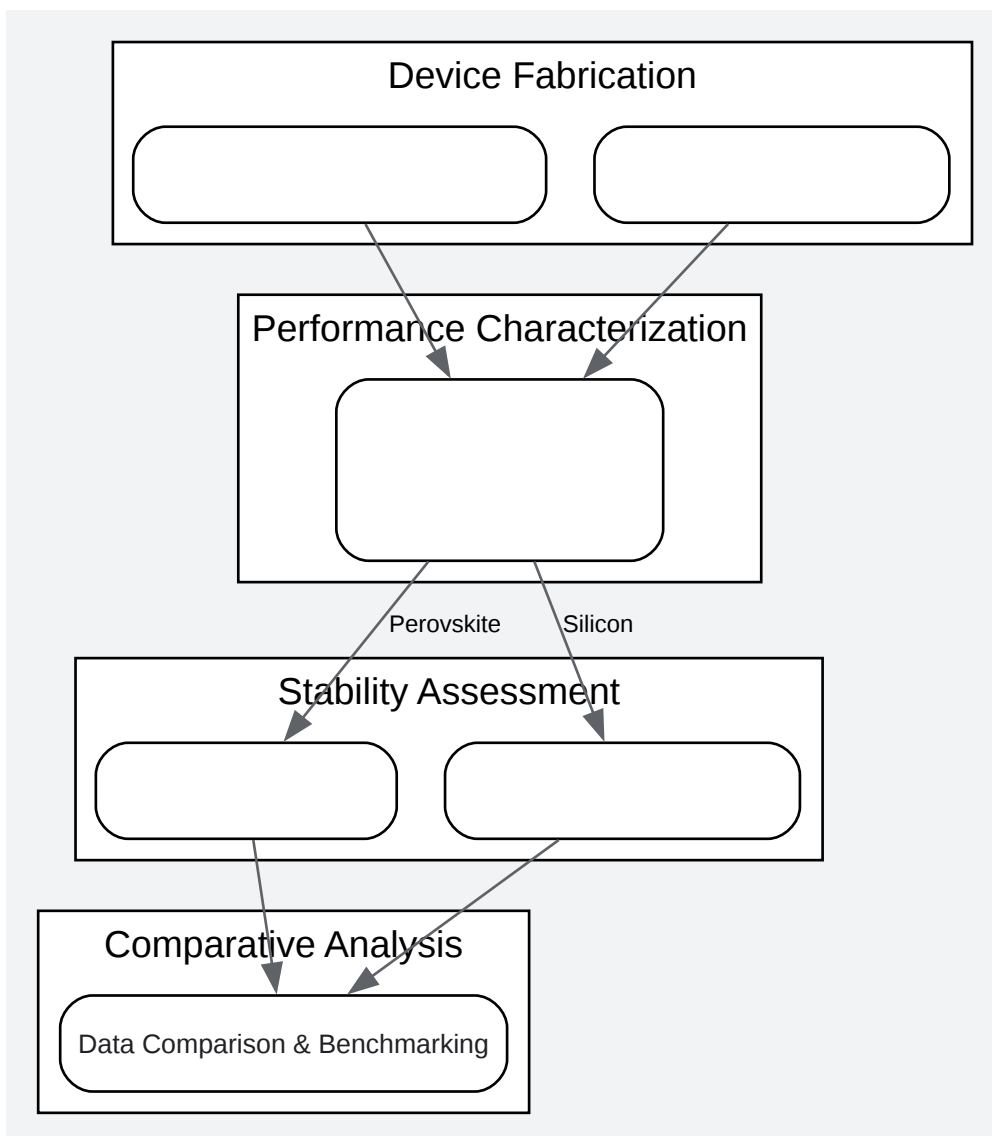 Device Fabrication
Performance Characterization
Perovskite
Silicon
Stability Assessment
Comparative Analysis
Data Comparison & Benchmarking